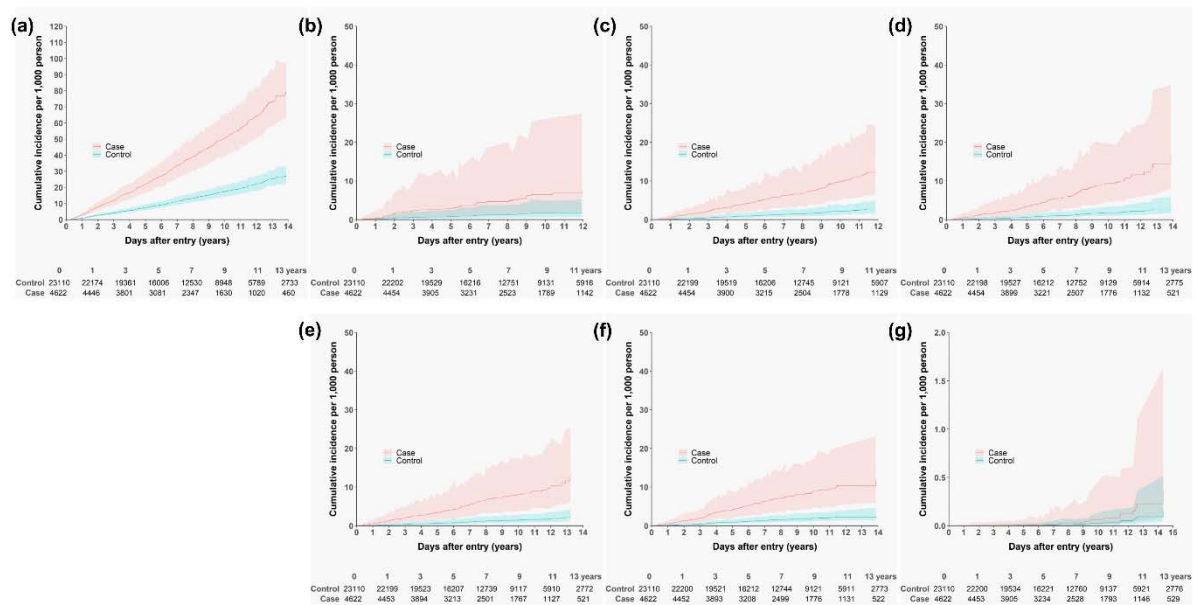 (a)
Cumulative incidence per 1,000 person
120
110
100
90
80
70
60
50
40
30
20
10
0
Case
Control
0 1 2 3 4 5 6 7 8 9 10 11 12 13 14
Days after entry (years)
0 1 3 5 7 9 11 13 years
Control 23110 22174 19361 16006 12530 8948 5789 2733
Case 4622 4446 3801 3081 2347 1630 1020 460
(b)
Cumulative incidence per 1,000 person
50
40
30
20
10
0
Case
Control
0 1 2 3 4 5 6 7 8 9 10 11 12
Days after entry (years)
0 1 3 5 7 9 11 years
Control 23110 22202 19529 16216 12751 9131 5916
Case 4622 4454 3905 3231 2523 1789 1142
(c)
Cumulative incidence per 1,000 person
50
40
30
20
10
0
Case
Control
0 1 2 3 4 5 6 7 8 9 10 11 12
Days after entry (years)
0 1 3 5 7 9 11 years
Control 23110 22199 19519 16206 12745 9121 5907
Case 4622 4454 3900 3215 2504 1778 1129
(d)
Cumulative incidence per 1,000 person
50
40
30
20
10
0
Case
Control
0 1 2 3 4 5 6 7 8 9 10 11 12 13 14
Days after entry (years)
0 1 3 5 7 9 11 13 years
Control 23110 22198 19527 16212 12752 9129 5914 2775
Case 4622 4454 3899 3221 2507 1776 1132 521
(e)
Cumulative incidence per 1,000 person
50
40
30
20
10
0
Case
Control
0 1 2 3 4 5 6 7 8 9 10 11 12 13 14
Days after entry (years)
0 1 3 5 7 9 11 13 years
Control 23110 22199 19523 16207 12739 9117 5910 2772
Case 4622 4453 3894 3213 2501 1767 1127 521
(f)
Cumulative incidence per 1,000 person
50
40
30
20
10
0
Case
Control
0 1 2 3 4 5 6 7 8 9 10 11 12 13 14
Days after entry (years)
0 1 3 5 7 9 11 13 years
Control 23110 22200 19521 16212 12744 9121 5911 2773
Case 4622 4452 3893 3208 2499 1776 1131 522
(g)
Cumulative incidence per 1,000 person
2.0
1.5
1.0
0.5
0.0
Case
Control
0 1 2 3 4 5 6 7 8 9 10 11 12 13 14 15
Days after entry (years)
0 1 3 5 7 9 11 13 years
Control 23110 22200 19534 16221 12760 9137 5921 2776
Case 4622 4453 3905 3234 2528 1793 1146 529